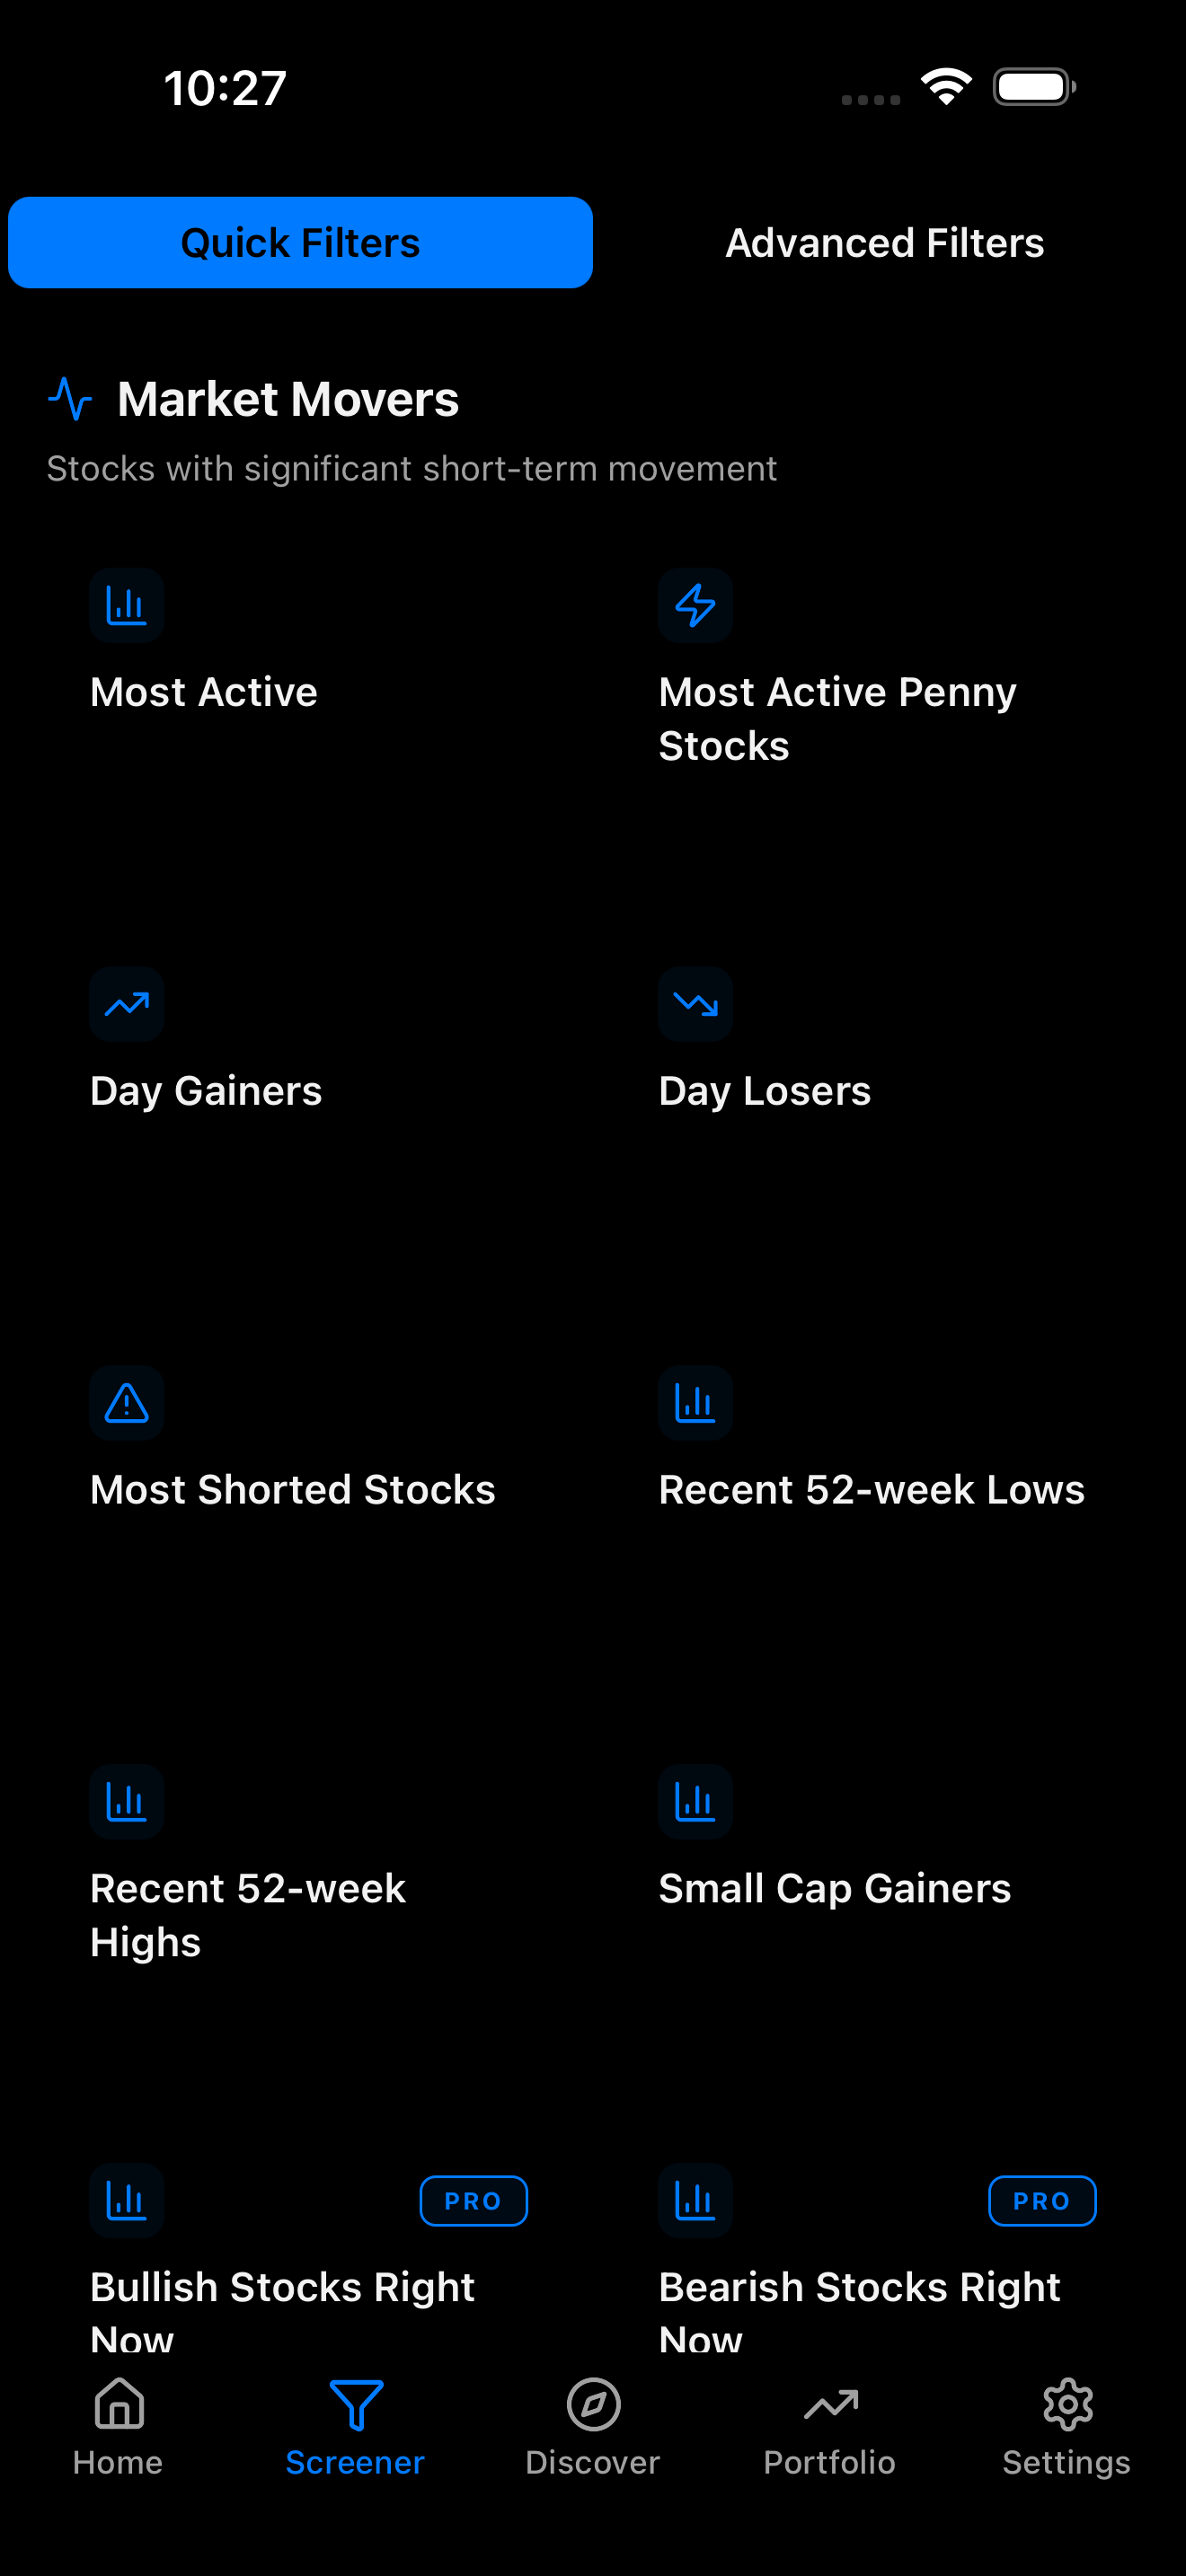 10:27
Quick Filters
Advanced Filters
Market Movers
Stocks with significant short-term movement
Most Active
Most Active Penny
Stocks
Day Gainers
Day Losers
Most Shorted Stocks
Recent 52-week Lows
Recent 52-week
Highs
Small Cap Gainers
PRO
Bullish Stocks Right
Now
PRO
Bearish Stocks Right
Now
Home
Screener
Discover
Portfolio
Settings